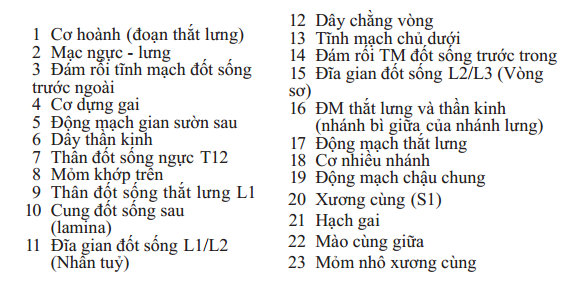 1 Cơ hoành (đoạn thắt lưng)
2 Mạc ngực - lưng
3 Đám rối tĩnh mạch đốt sống
trước ngoài
4 Cơ dựng gai
5 Động mạch gian sườn sau
6 Dây thần kinh
7 Thân đốt sống ngực T12
8 Mỏm khớp trên
9 Thân đốt sống thắt lưng L1
10 Cung đốt sống sau
(lamina)
11 Đĩa gian đốt sống L1/L2
(Nhân tuỷ)
12 Dây chằng vòng
13 Tĩnh mạch chủ dưới
14 Đám rối TM đốt sống trước trong
15 Đĩa gian đốt sống L2/L3 (Vòng
sơ)
16 ĐM thắt lưng và thần kinh
(nhánh bì giữa của nhánh lưng)
17 Động mạch thắt lưng
18 Cơ nhiều nhánh
19 Động mạch chậu chung
20 Xương cùng (S1)
21 Hạch gai
22 Mào cùng giữa
23 Mỏm nhô xương cùng